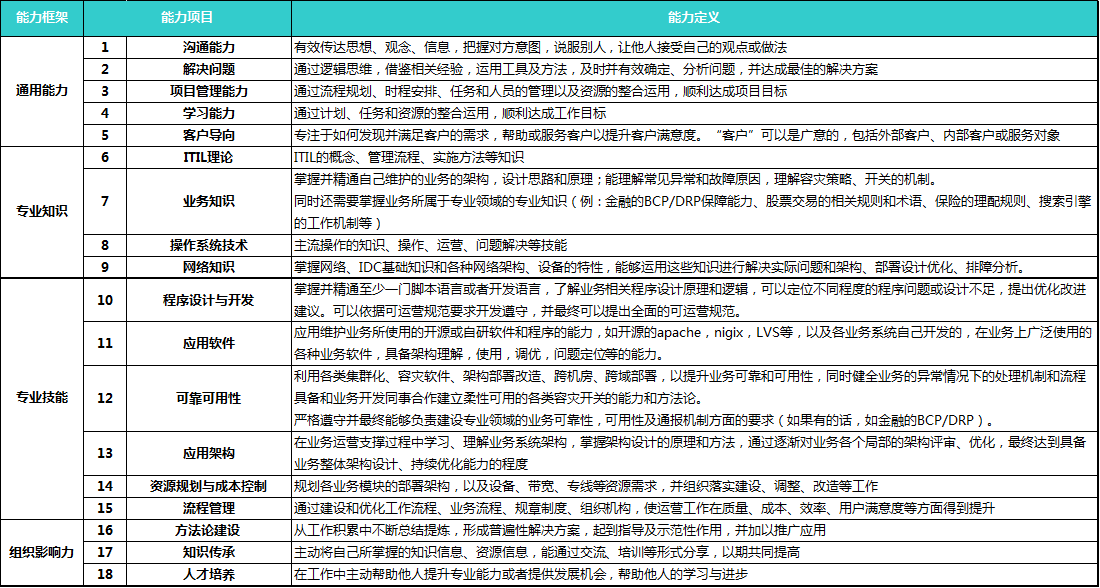 能力框架 能力项目 能力定义
通用能力
1 沟通能力 有效传达思想、观念、信息，把握对方意图，说服别人，让他人接受自己的观点或做法
2 解决问题 通过逻辑思维，借鉴相关经验，运用工具及方法，及时并有效确定、分析问题，并达成最佳的解决方案
3 项目管理能力 通过流程规划、时程安排、任务和人员的管理以及资源的整合运用，顺利达成项目目标
4 学习能力 通过计划、任务和资源的整合运用，顺利达成工作目标
5 客户导向 专注于如何发现并满足客户的需求，帮助或服务客户以提升客户满意度。“客户”可以是广意的，包括外部客户、内部客户或服务对象
专业知识
6 ITIL理论 ITIL的概念、管理流程、实施方法等知识
7 业务知识 掌握并精通自己维护的业务的架构，设计思路和原理；能理解常见异常和故障原因，理解容灾策略、开关的机制。
同时还需要掌握业务所属于专业领域的专业知识（例：金融的BCP/DRP保障能力、股票交易的相关规则和术语、保险的理配规则、搜索引擎
的工作机制等）
8 操作系统技术 主流操作的知识、操作、运营、问题解决等技能
9 网络知识 掌握网络、IDC基础知识和各种网络架构、设备的特性，能够运用这些知识进行解决实际问题和架构、部署设计优化、排障分析。
专业技能
10 程序设计与开发 掌握并精通至少一门脚本语言或者开发语言，了解业务相关程序设计原理和逻辑，可以定位不同程度的程序问题或设计不足，提出优化改进
建议。可以依据可运营规范要求开发遵守，并最终可以提出全面的可运营规范。
11 应用软件 应用维护业务所使用的开源或自研软件和程序的能力，如开源的apache，nigix，LVS等，以及各业务系统自己开发的，在业务上广泛使用的
各种业务软件，具备架构理解，使用，调优，问题定位等的能力。
12 可靠可用性 利用各类集群化、容灾软件、架构部署改造、跨机房、跨域部署，以提升业务可靠和可用性，同时健全业务的异常情况下的处理机制和流程
具备和业务开发同事合作建立柔性可用的各类容灾开关的能力和方法论。
严格遵守并最终能够负责建设专业领域的业务可靠性，可用性及通报机制方面的要求（如果有的话，如金融的BCP/DRP）。
13 应用架构 在业务运营支撑过程中学习、理解业务系统架构，掌握架构设计的原理和方法，通过逐渐对业务各个局部的架构评审、优化，最终达到具备
业务整体架构设计、持续优化能力的程度
14 资源规划与成本控制 规划各业务模块的部署架构，以及设备、带宽、专线等资源需求，并组织落实建设、调整、改造等工作
15 流程管理 通过建设和优化工作流程、业务流程、规章制度、组织机构，使运营工作在质量、成本、效率、用户满意度等方面得到提升
组织影响力
16 方法论建设 从工作积累中不断总结提炼，形成普遍性解决方案，起到指导及示范性作用，并加以推广应用
17 知识传承 主动将自己所掌握的知识信息、资源信息，能通过交流、培训等形式分享，以期共同提高
18 人才培养 在工作中主动帮助他人提升专业能力或者提供发展机会，帮助他人的学习与进步